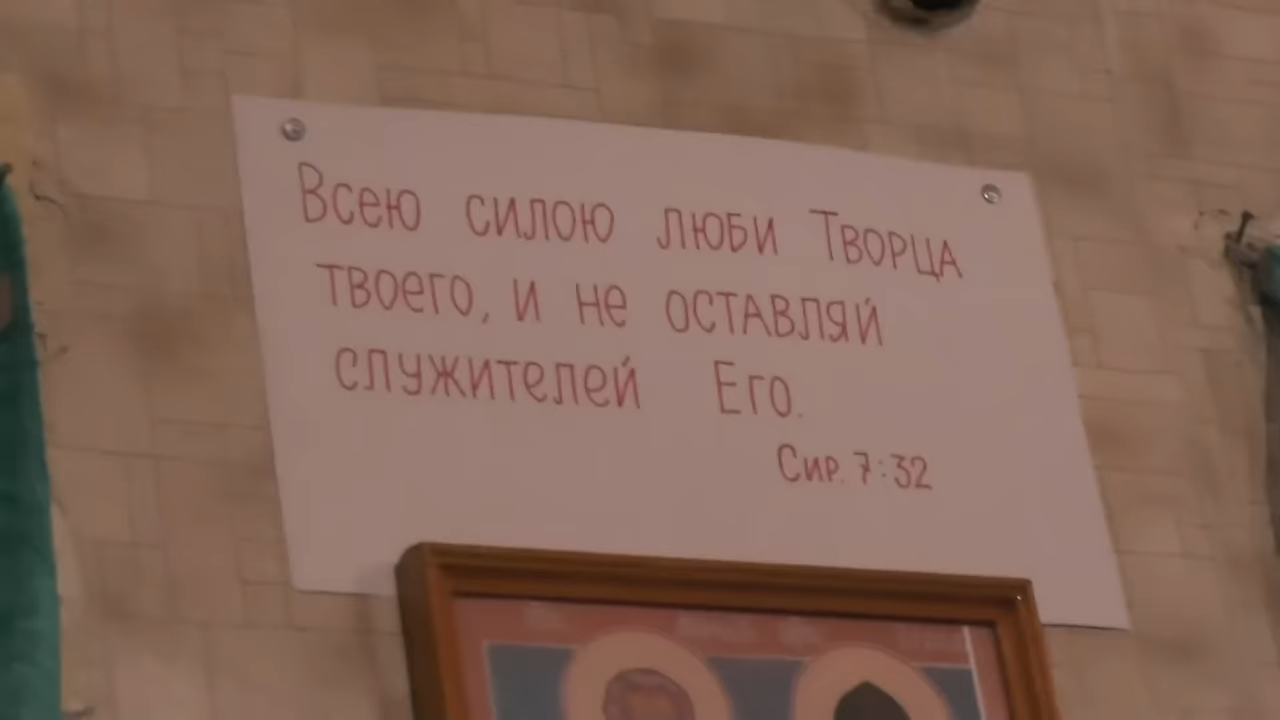 Всею силою люби Творца
твоего, и не оставляй
служителей Его.
Сир. 7:32